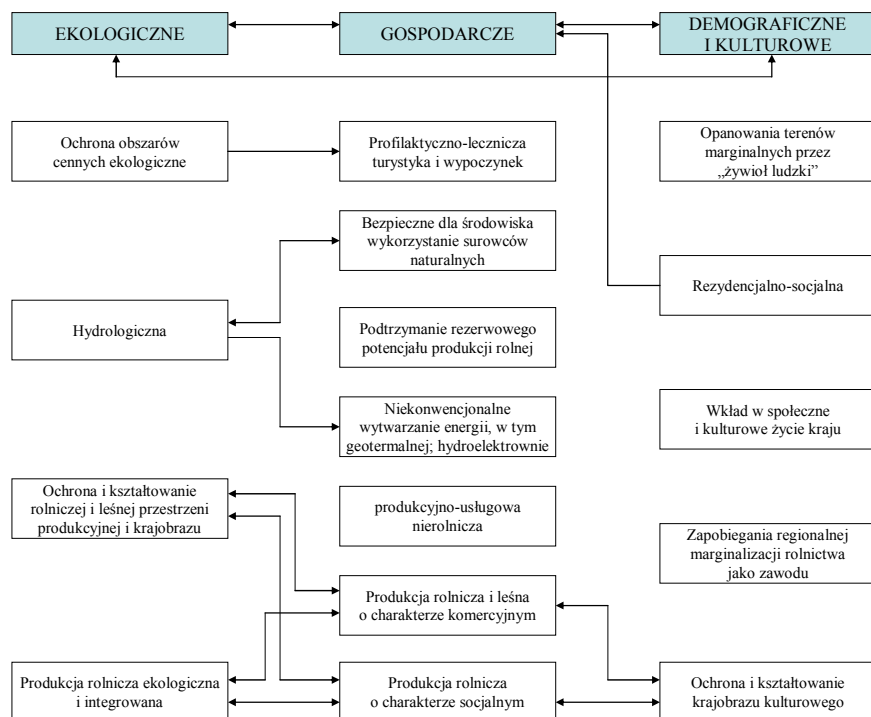 EKOLOGICZNE
GOSPODARCZE
DEMOGRAFICZNE
I KULTUROWE
Ochrona obszarów
cennych ekologiczne
Profilaktyczno-lecznicza
turystyka i wypoczynek
Opanowania terenów
marginalnych przez
„żywioł ludzki”
Bezpieczne dla środowiska
wykorzystanie surowców
naturalnych
Rezydencjalno-socjalna
Hydrologiczna
Podtrzymanie rezerwowego
potencjału produkcji rolnej
Niekonwencjonalne
wytwarzanie energii, w tym
geotermalnej; hydroelektrownie
Wkład w społeczne
i kulturowe życie kraju
Ochrona i kształtowanie
rolniczej i leśnej przestrzeni
produkcyjnej i krajobrazu
produkcyjno-usługowa
nierolnicza
Zapobiegania regionalnej
marginalizacji rolnictwa
jako zawodu
Produkcja rolnicza i leśna
o charakterze komercyjnym
Produkcja rolnicza ekologiczna
i integrowana
Produkcja rolnicza
o charakterze socjalnym
Ochrona i kształtowanie
krajobrazu kulturowego